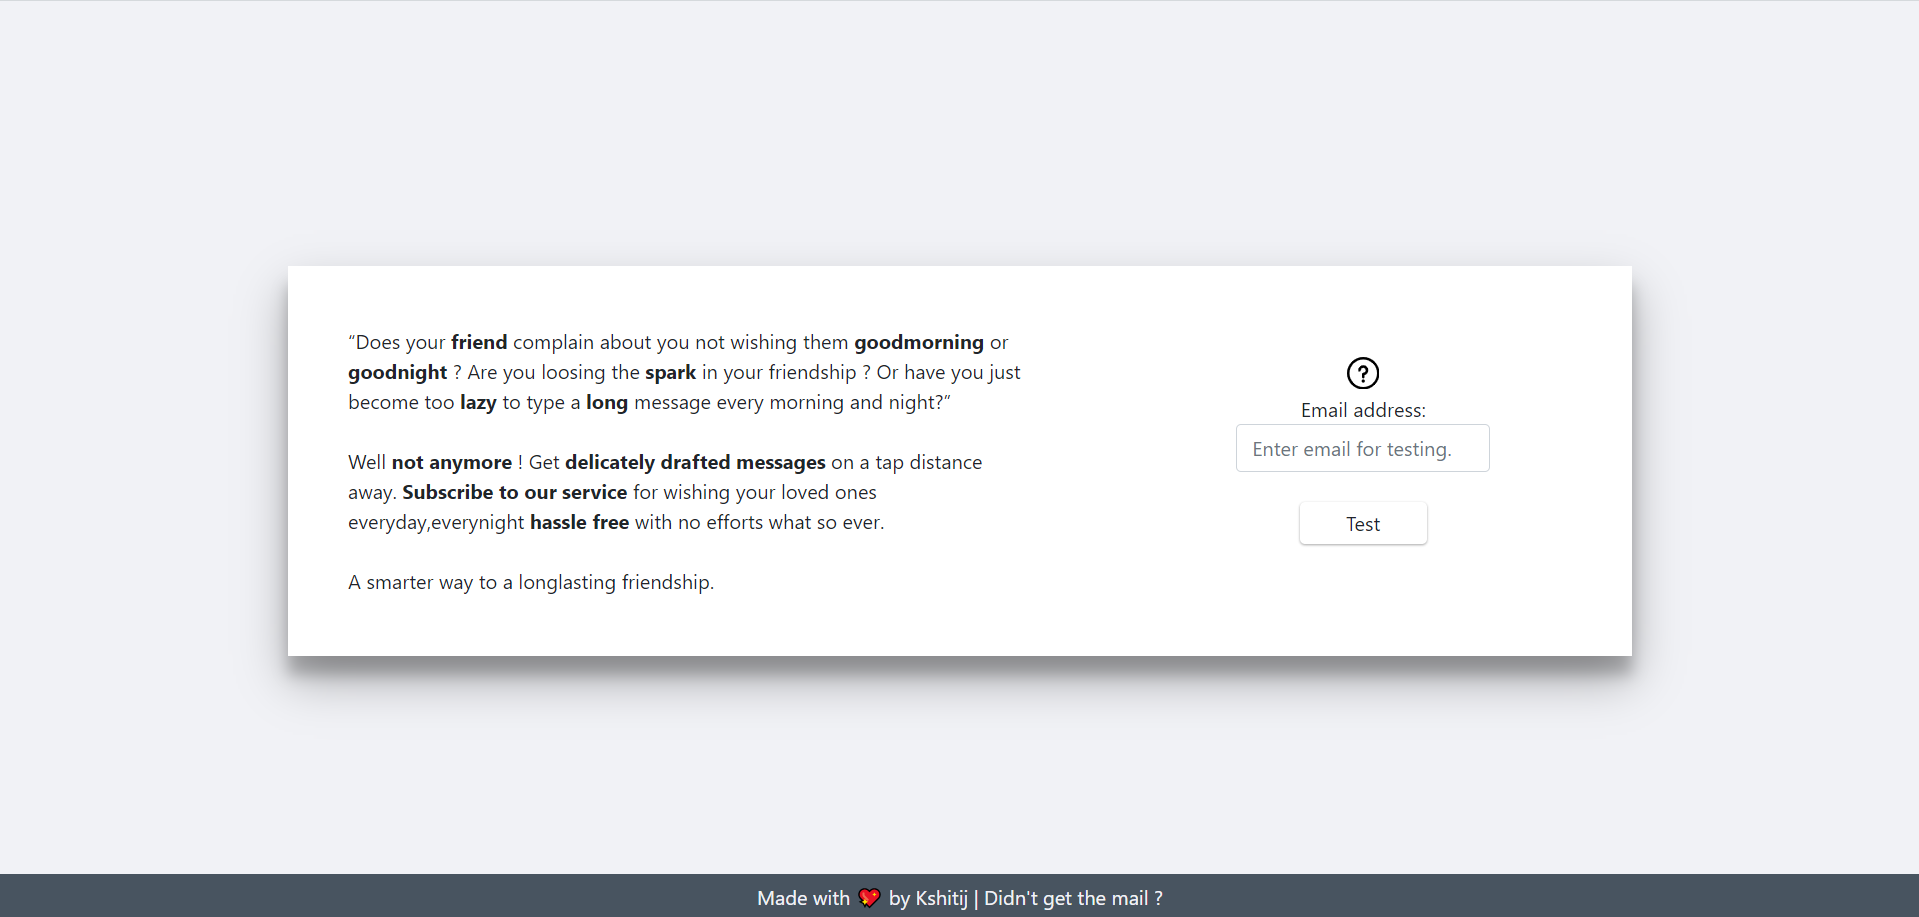 “Does your friend complain about you not wishing them goodmorning or
goodnight ? Are you loosing the spark in your friendship ? Or have you just
become too lazy to type a long message every morning and night?“
Well not anymore ! Get delicately drafted messages on a tap distance
away. Subscribe to our service for wishing your loved ones
everyday,everynight hassle free with no efforts what so ever.
A smarter way to a longlasting friendship.
?
Email address:
Enter email for testing.
Test
Made with 💖 by Kshitij | Didn't get the mail ?